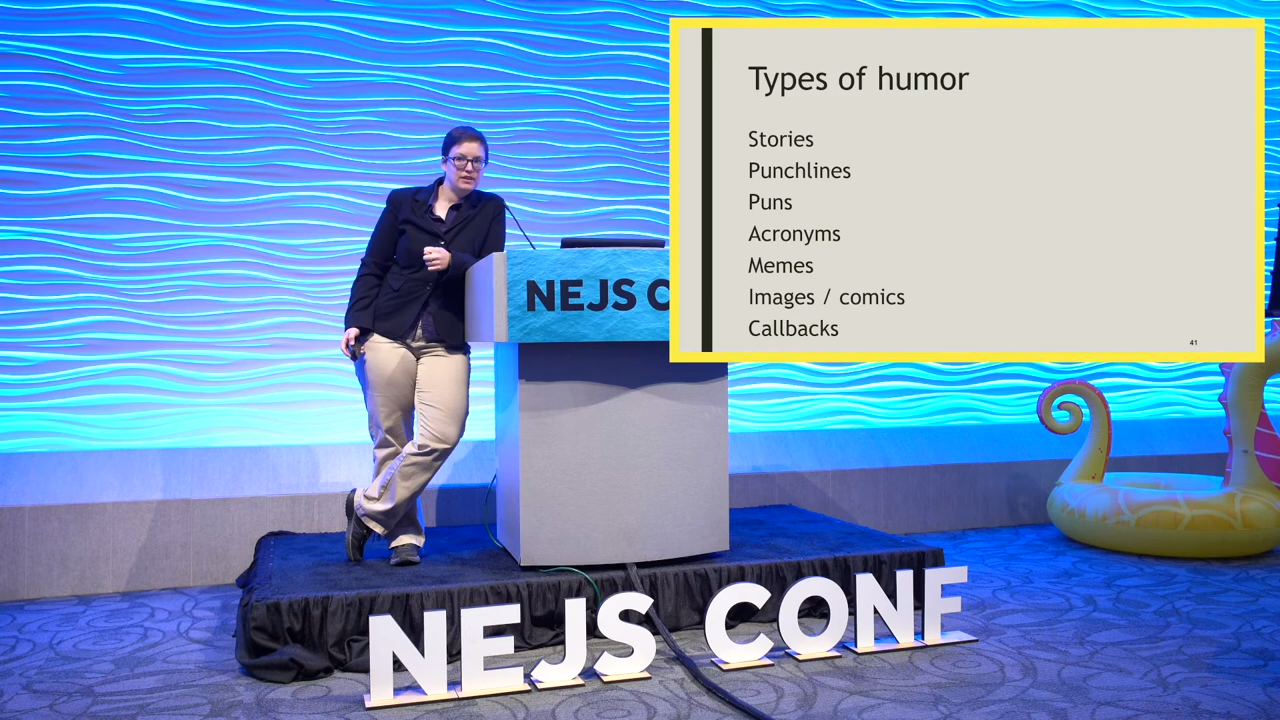 Types of humor
Stories
Punchlines
Puns
Acronyms
Memes
Images / comics
Callbacks
41
NEJS C
NEJS CONF